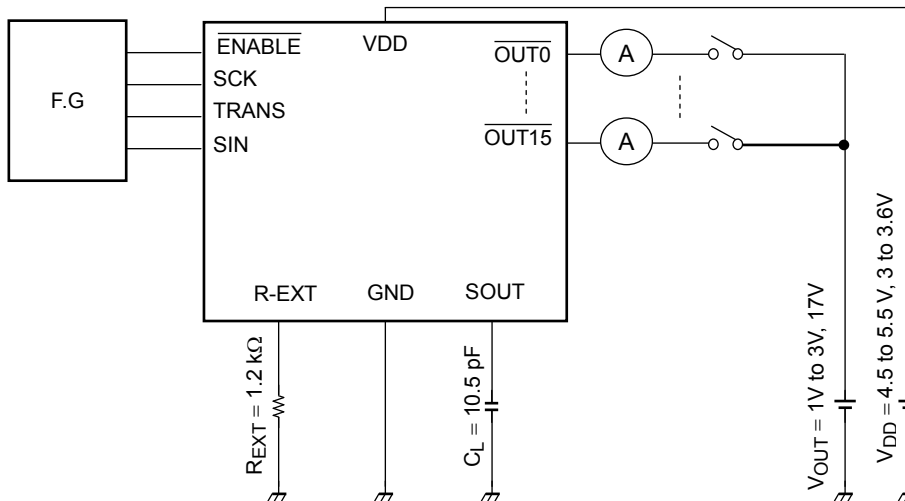 F.G
ENABLE
SCK
TRANS
SIN
VDD
OUT0
OUT15
A
A
R-EXT
GND
SOUT
REXT = 1.2 kΩ
CL = 10.5 pF
VOUT = 1V to 3V, 17V
VDD = 4.5 to 5.5 V, 3 to 3.6V